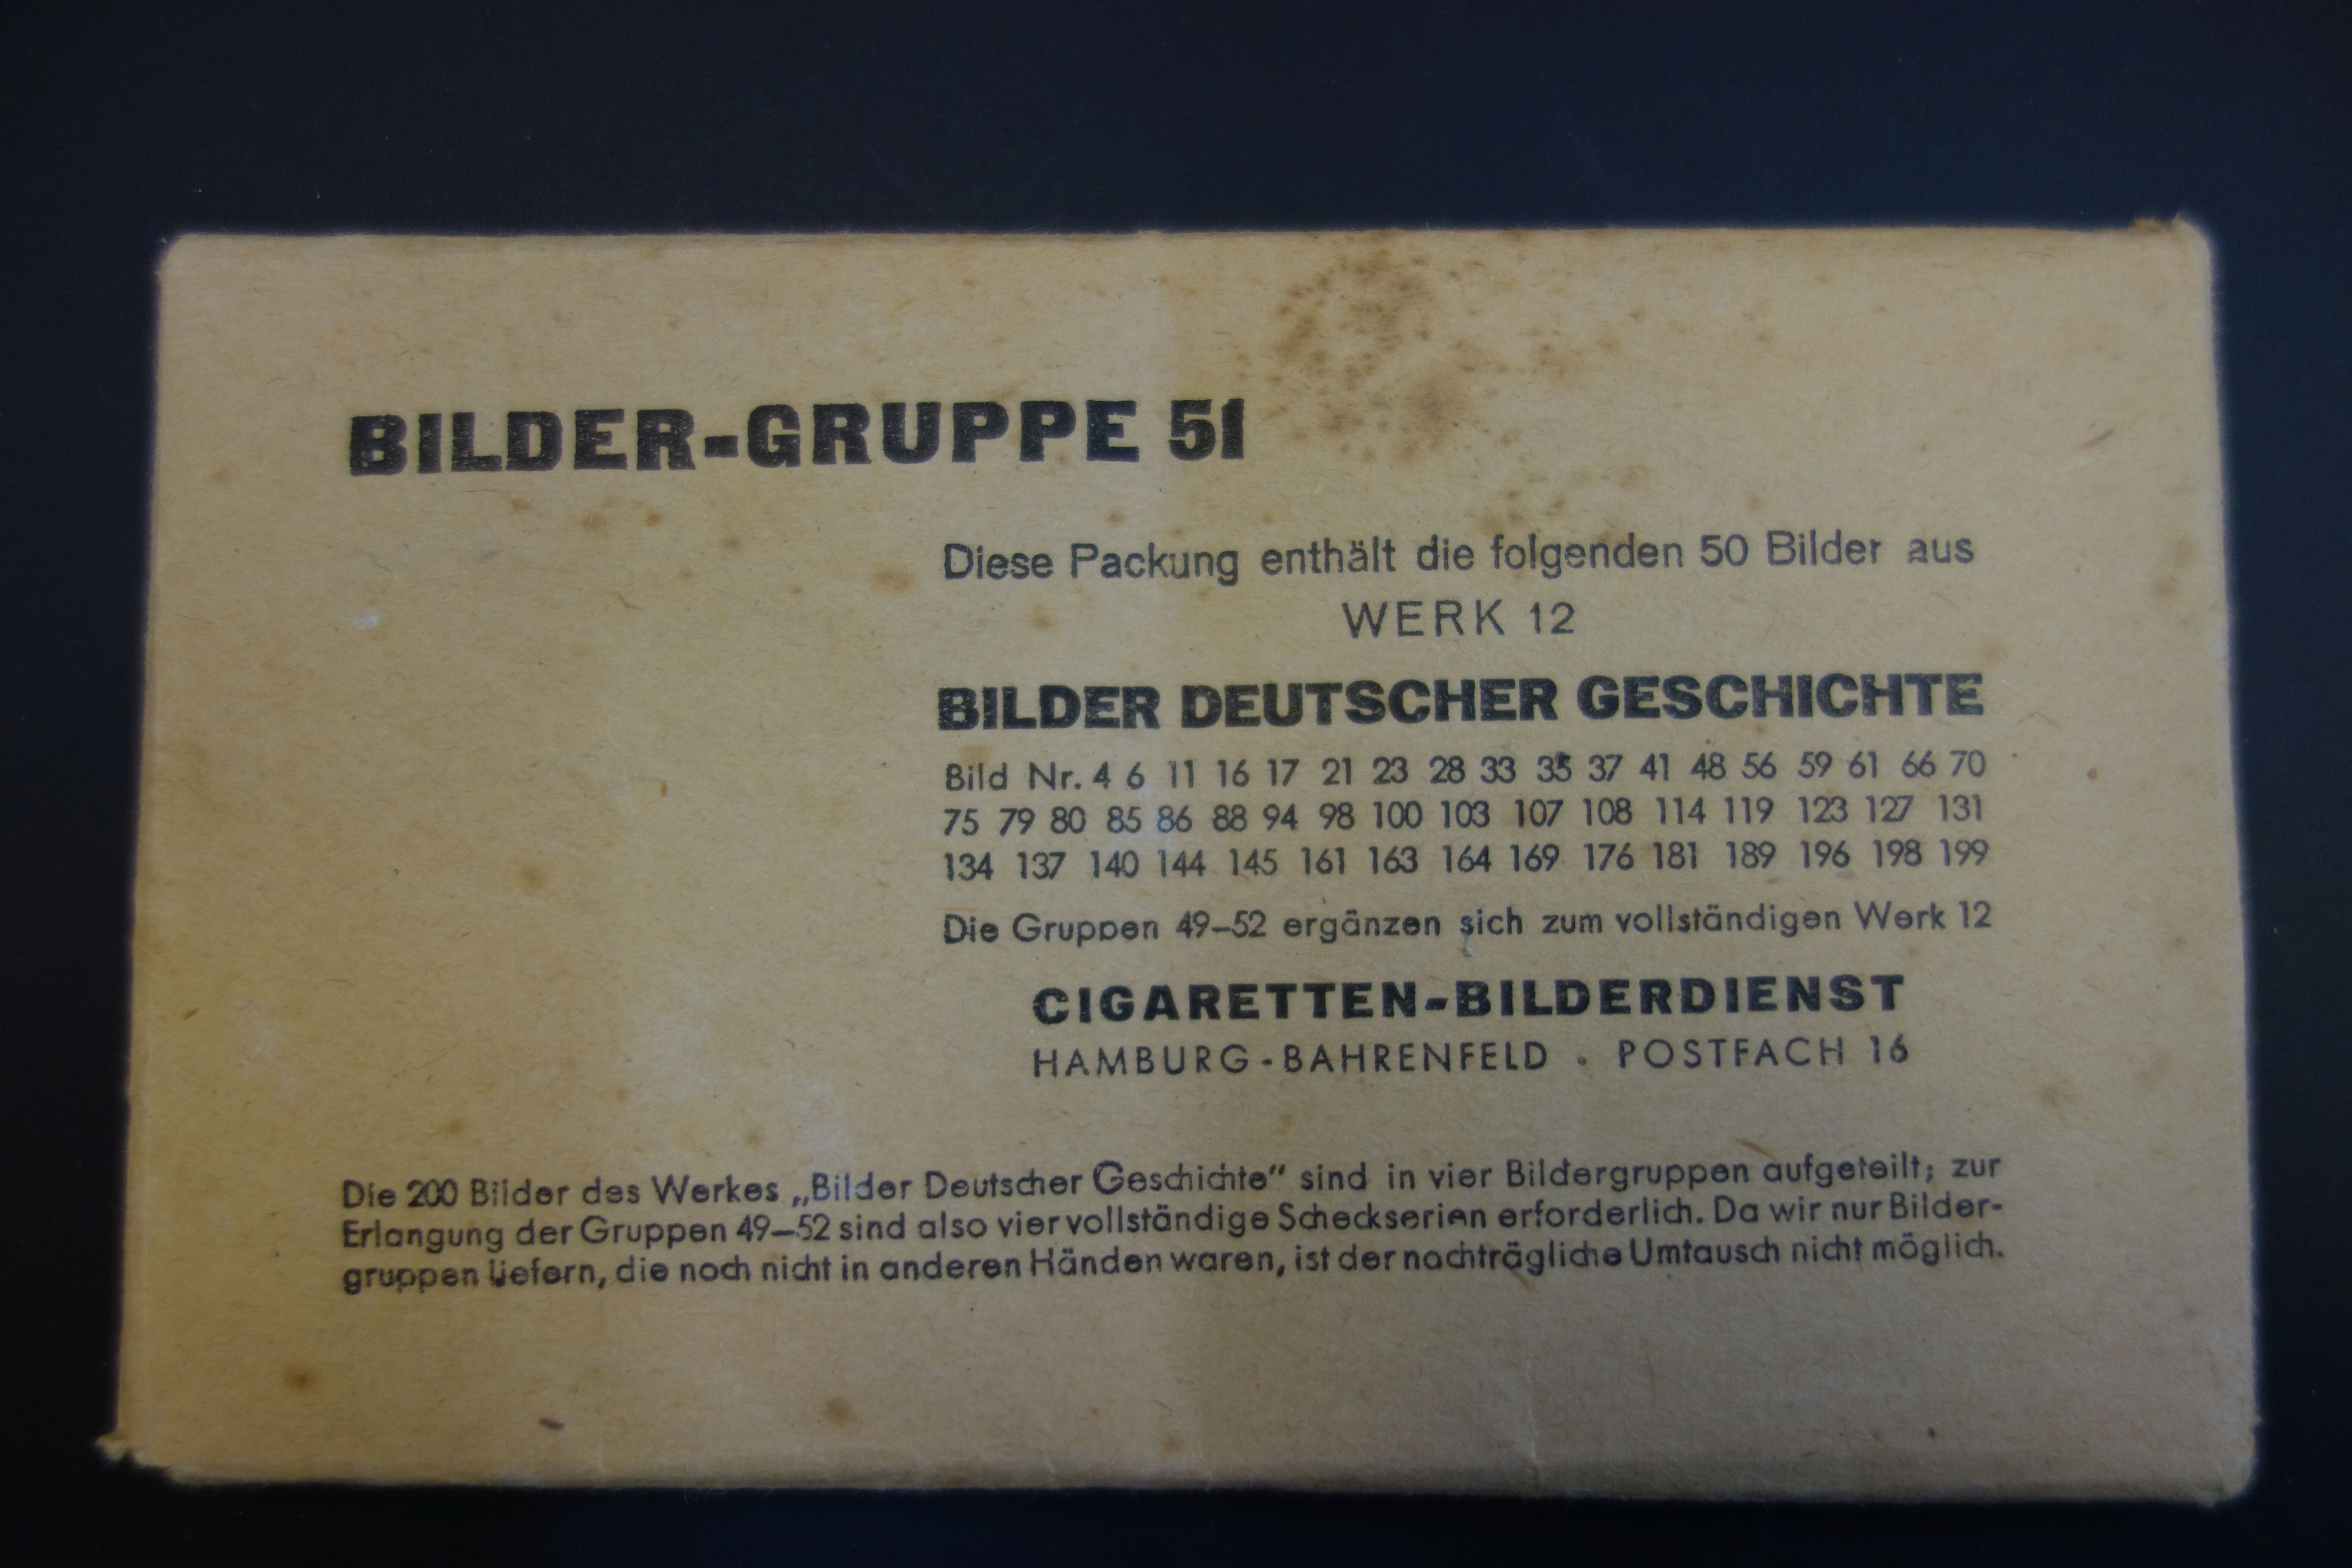 BILDER-GRUPPE 51
Diese Packung enthält die folgenden 50 Bilder aus
WERK 12
BILDER DEUTSCHER GESCHICHTE
Bild Nr. 4 6 11 16 17 21 23 28 33 35 37 41 48 56 59 61 66 70
75 79 80 85 86 88 94 98 100 103 107 108 114 119 123 127 131
134 137 140 144 145 161 163 164 169 176 181 189 196 198 199
Die Gruppen 49–52 ergänzen sich zum vollständigen Werk 12
CIGARETTEN-BILDERDIENST
HAMBURG-BAHRENFELD · POSTFACH 16
Die 200 Bilder des Werkes „Bilder Deutscher Geschichte“ sind in vier Bildergruppen aufgeteilt; zur
Erlangung der Gruppen 49–52 sind also vier vollständige Scheckserien erforderlich. Da wir nur Bilder-
gruppen liefern, die noch nicht in anderen Händen waren, ist der nachträgliche Umtausch nicht möglich.